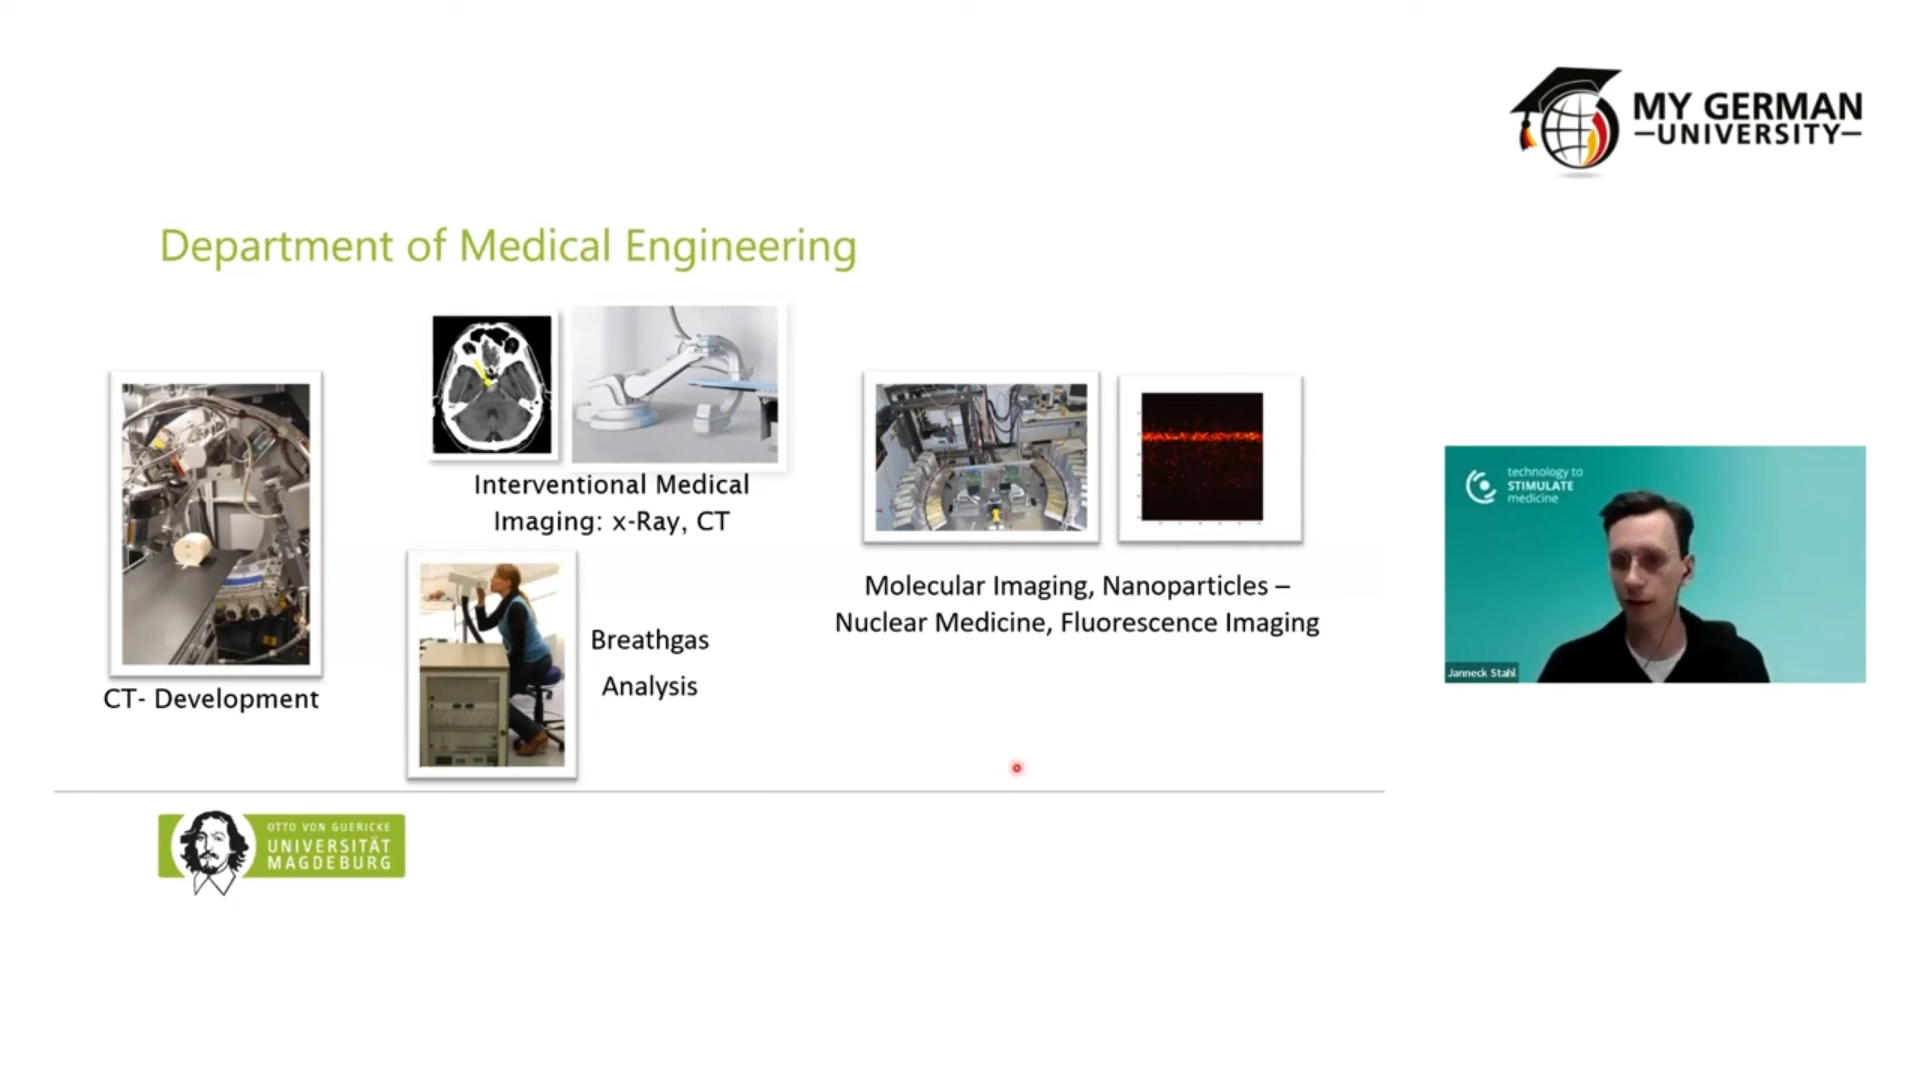 MY GERMAN
UNIVERSITY
Department of Medical Engineering
Interventional Medical
Imaging: x-Ray, CT
CT- Development
Breathgas
Analysis
Molecular Imaging, Nanoparticles –
Nuclear Medicine, Fluorescence Imaging
technology to
STIMULATE
medicine
Janneck Stahl
OTTO VON GUERICKE
UNIVERSITÄT
MAGDEBURG